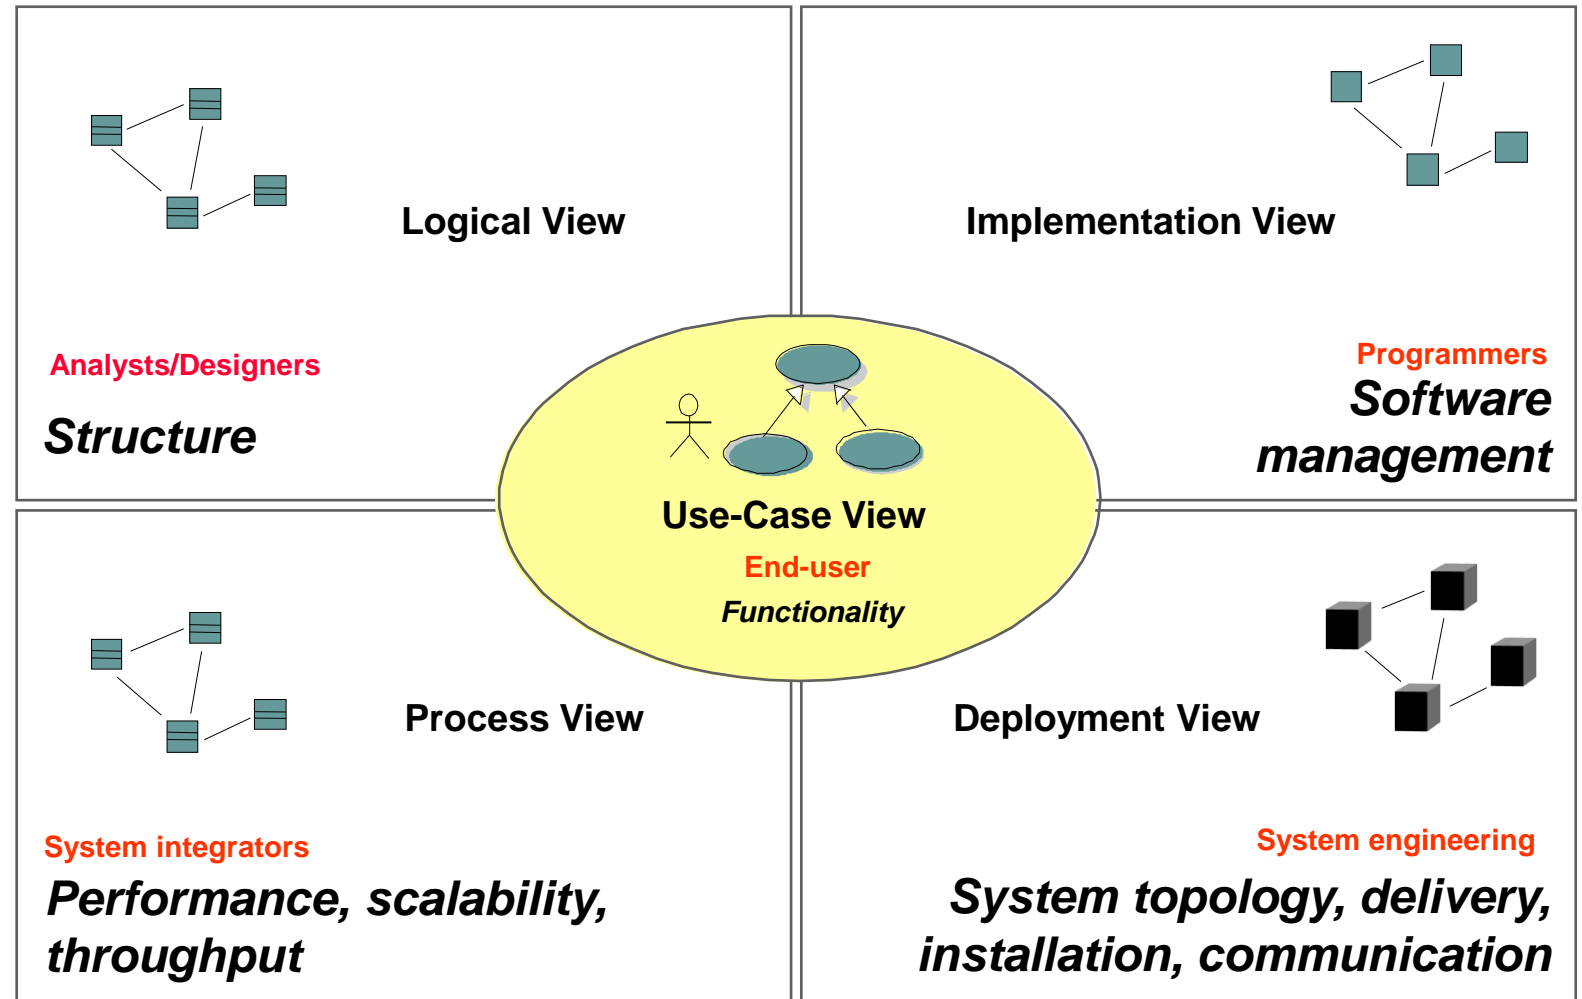 Logical View
Analysts/Designers
Structure
Implementation View
Programmers
Software
management
Use-Case View
End-user
Functionality
Process View
System integrators
Performance, scalability,
throughput
Deployment View
System engineering
System topology, delivery,
installation, communication